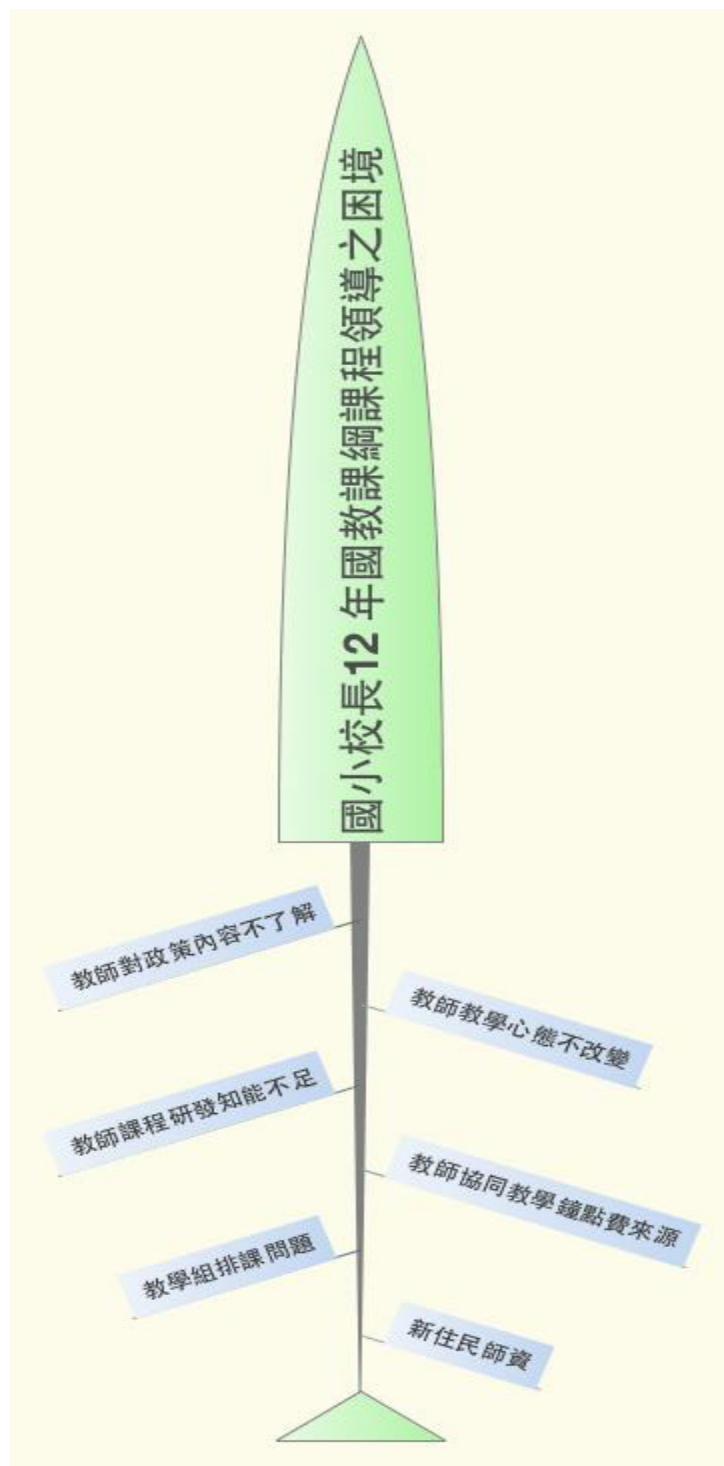 國小校長12 年國教課綱課程領導之困境
教師對政策內容不了解
教師教學心態不改變
教師課程研發知能不足
教師協同教學鐘點費來源
教學組排課問題
新住民師資